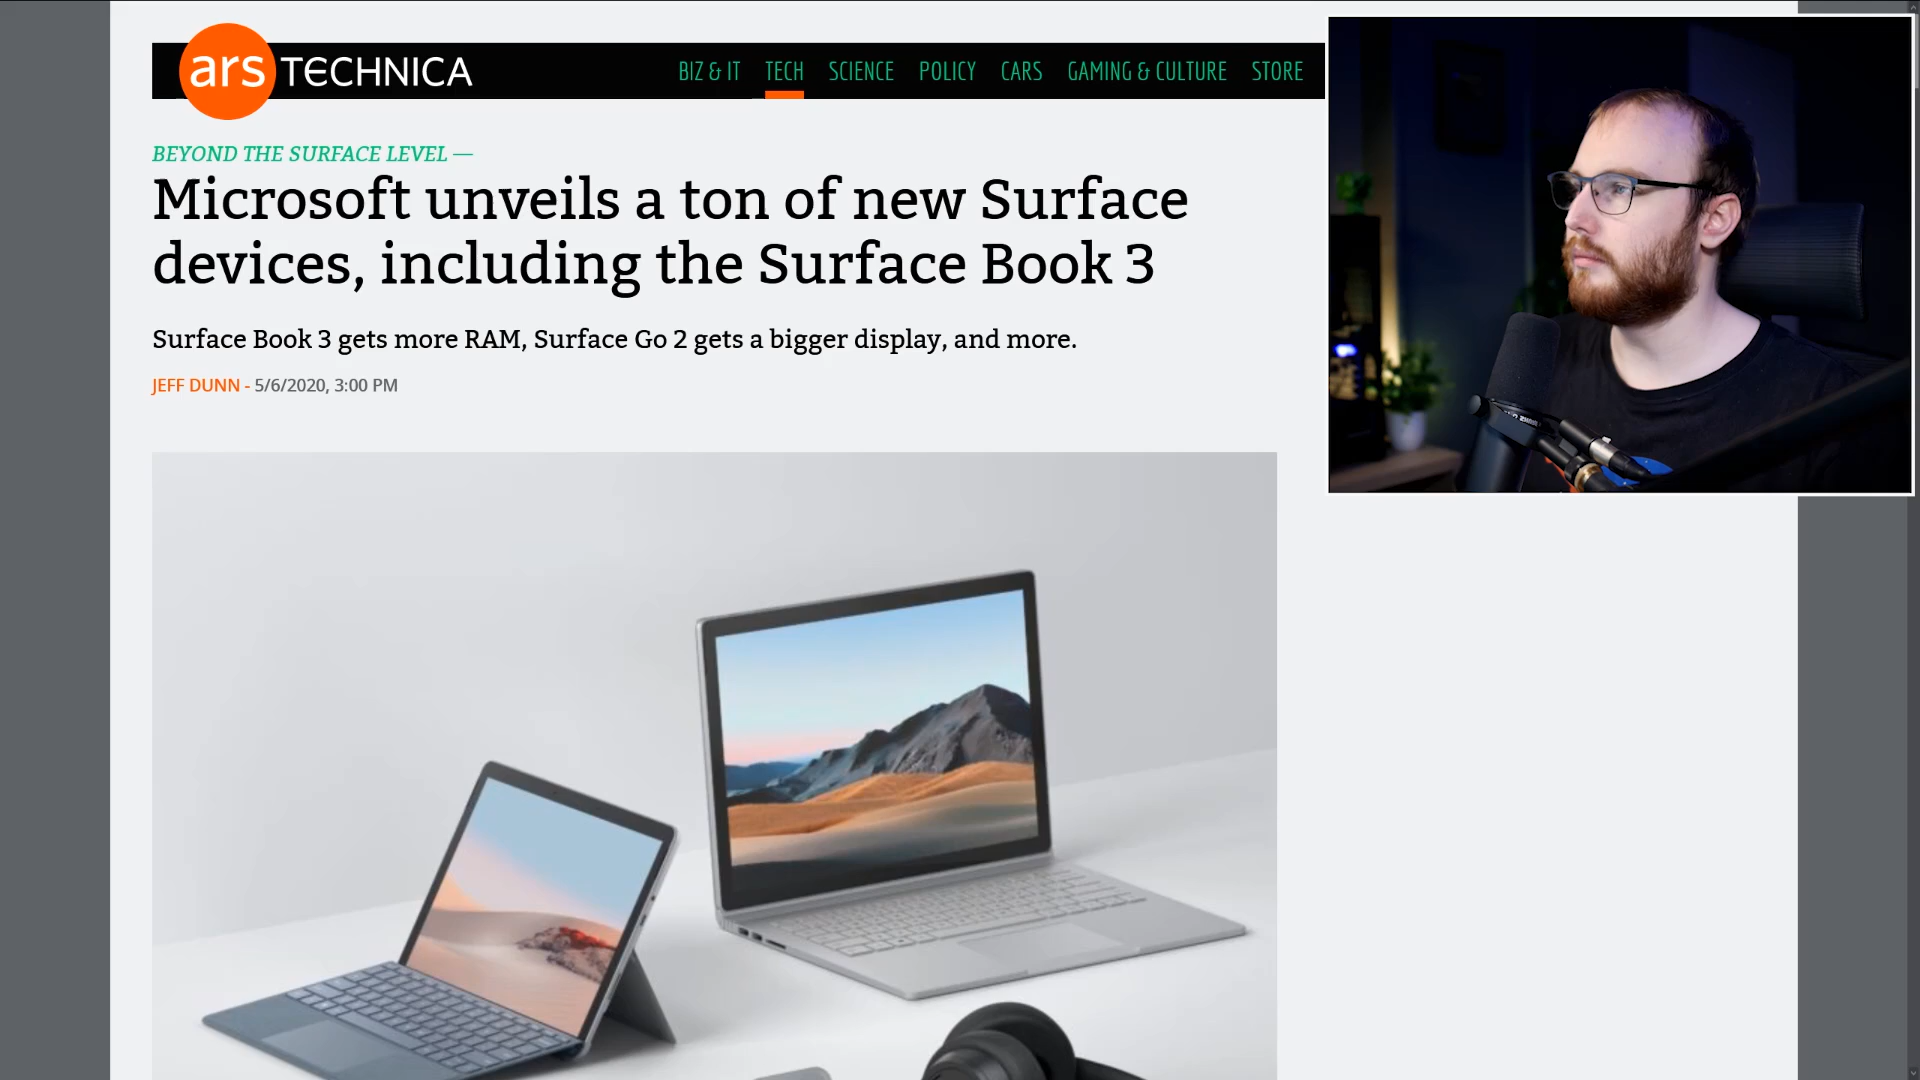 ars TECHNICA
BIZ & IT TECH SCIENCE POLICY CARS GAMING & CULTURE STORE
BEYOND THE SURFACE LEVEL —
Microsoft unveils a ton of new Surface
devices, including the Surface Book 3
Surface Book 3 gets more RAM, Surface Go 2 gets a bigger display, and more.
JEFF DUNN - 5/6/2020, 3:00 PM